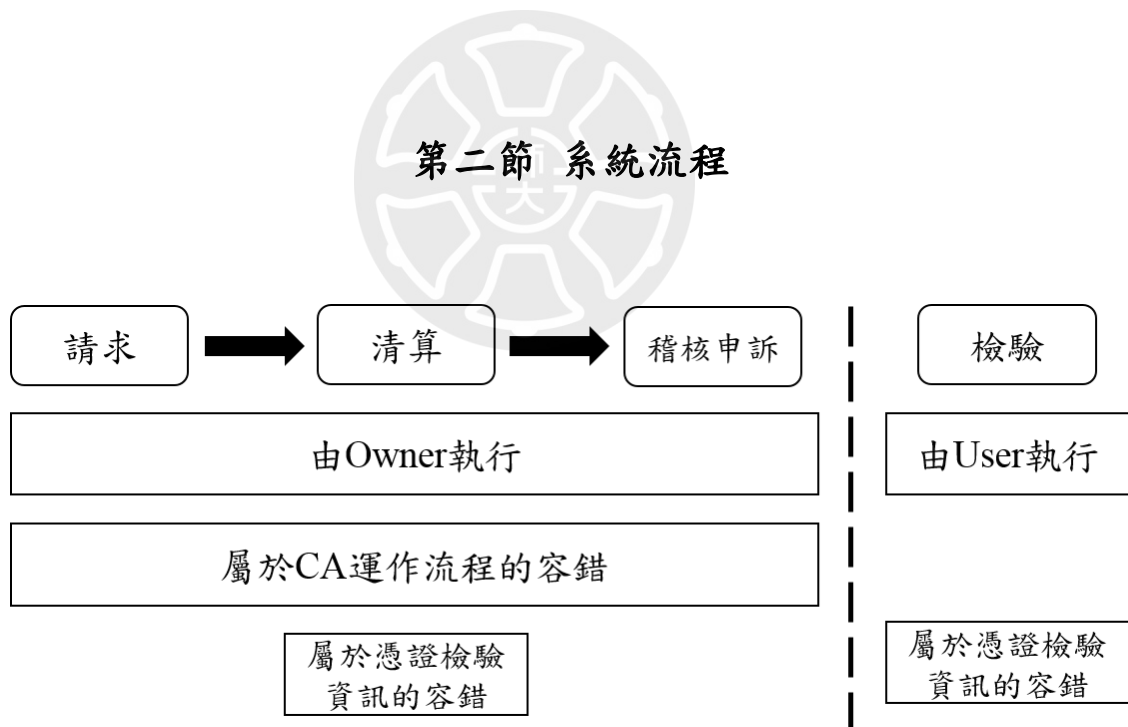 第二節 系統流程
師
大
請求
清算
稽核申訴
檢驗
由Owner執行
由User執行
屬於CA運作流程的容錯
屬於憑證檢驗
資訊的容錯
屬於憑證檢驗
資訊的容錯